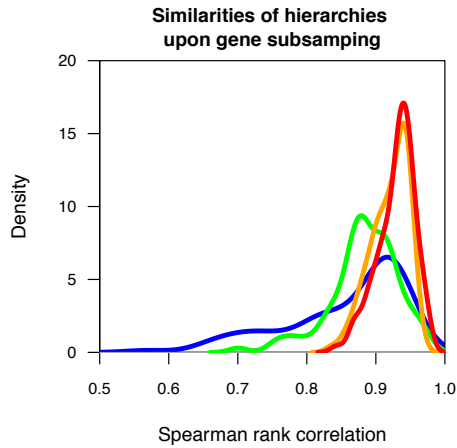 Similarities of hierarchies
upon gene subsamping
20
15
10
5
0
Density
0.5 0.6 0.7 0.8 0.9 1.0
Spearman rank correlation